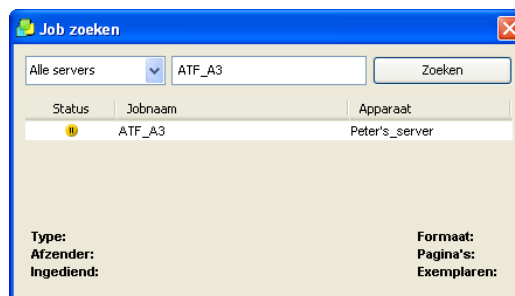 Job zoeken
Alle servers ATF_A3 Zoeken
Status Jobnaam Apparaat
ATF_A3 Peter's_server
Type: Formaat:
Afzender: Pagina's:
Ingediend: Exemplaren: